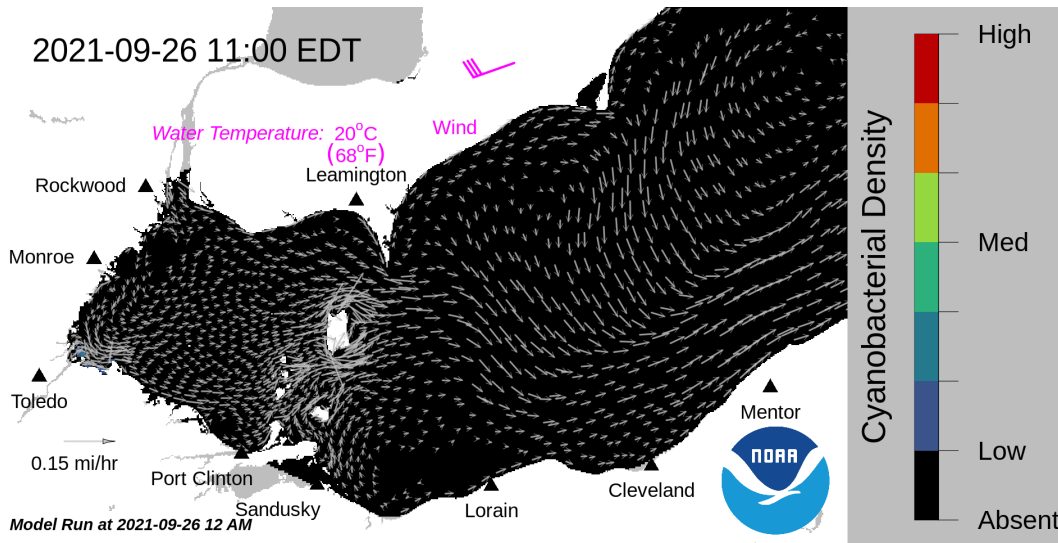 2021-09-26 11:00 EDT
High
Wind
Water Temperature: 20°C
(68°F)
Leamington
Rockwood
Cyanobacterial Density
Med
Monroe
Toledo
Mentor
0.15 mi/hr
Port Clinton
NOAA
Low
Cleveland
Sandusky
Lorain
Absent
Model Run at 2021-09-26 12 AM